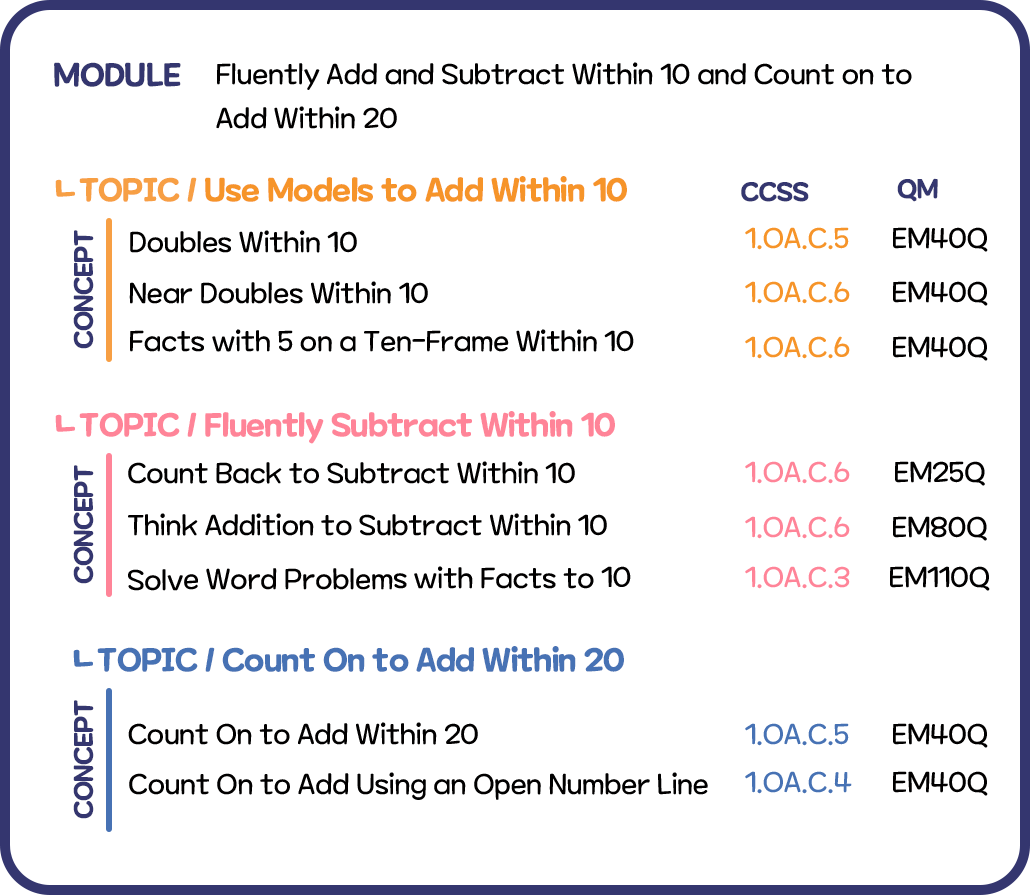 MODULE Fluently Add and Subtract Within 10 and Count on to
Add Within 20
TOPIC / Use Models to Add Within 10 CCSS QM
CONCEPT
Doubles Within 10 1.OA.C.5 EM40Q
Near Doubles Within 10 1.OA.C.6 EM40Q
Facts with 5 on a Ten-Frame Within 10 1.OA.C.6 EM40Q
TOPIC / Fluently Subtract Within 10
CONCEPT
Count Back to Subtract Within 10 1.OA.C.6 EM25Q
Think Addition to Subtract Within 10 1.OA.C.6 EM80Q
Solve Word Problems with Facts to 10 1.OA.C.3 EM110Q
TOPIC / Count On to Add Within 20
CONCEPT
Count On to Add Within 20 1.OA.C.5 EM40Q
Count On to Add Using an Open Number Line 1.OA.C.4 EM40Q